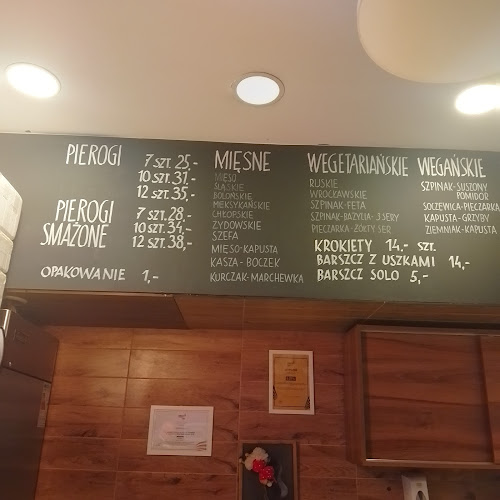 PIEROGI
7 SZT. 25,-
10 SZT. 31,-
12 SZT. 35,-
PIEROGI
SMAŻONE
7 SZT. 28,-
10 SZT. 34,-
12 SZT. 38,-
OPAKOWANIE 1,-
MIĘSNE
MIĘSO
ŚLĄSKIE
BOLOŃSKIE
MEKSYKAŃSKIE
CHŁOPSKIE
ŻYDOWSKIE
SZEFA
MIĘSO-KAPUSTA
KASZA-BOCZEK
KURCZAK-MARCHEWKA
WEGETARIAŃSKIE
RUSKIE
WROCŁAWSKIE
SZPINAK-FETA
SZPINAK-BAZYLIA-3 SERY
PIECZARKA-ŻÓŁTY SER
WEGAŃSKIE
SZPINAK-SUSZONY
POMIDOR
SOCZEWICA-PIECZARKA
KAPUSTA-GRZYBY
ZIEMNIAK-KAPUSTA
KROKIETY 14,- SZT.
BARSZCZ Z USZKAMI 14,-
BARSZCZ SOLO 5,-